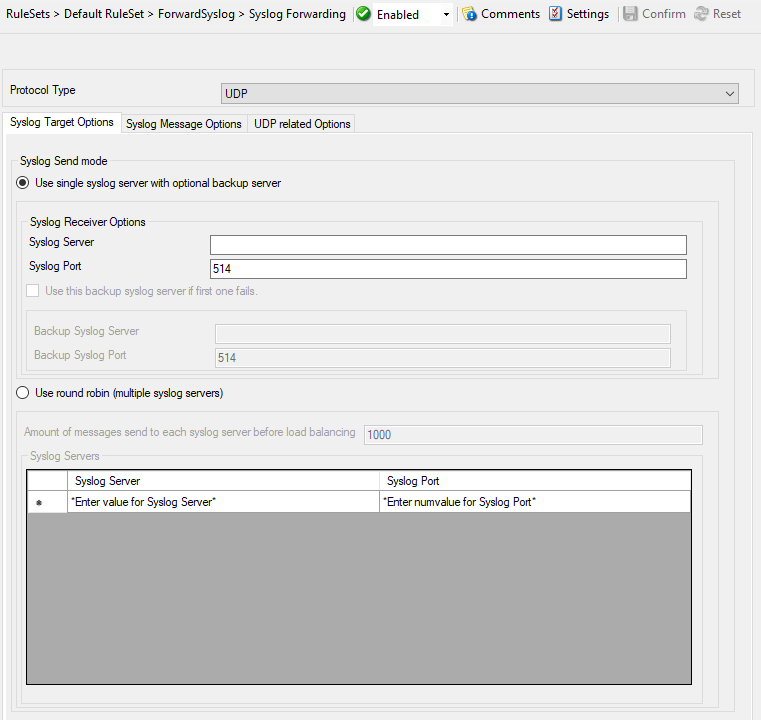 RuleSets > Default RuleSet > ForwardSyslog > Syslog Forwarding Enabled Comments Settings Confirm Reset
Protocol Type UDP
Syslog Target Options Syslog Message Options UDP related Options
Syslog Send mode
Use single syslog server with optional backup server
Syslog Receiver Options
Syslog Server
Syslog Port 514
Use this backup syslog server if first one fails.
Backup Syslog Server
Backup Syslog Port 514
Use round robin (multiple syslog servers)
Amount of messages send to each syslog server before load balancing 1000
Syslog Servers
Syslog Server Syslog Port
* *Enter value for Syslog Server* *Enter numvalue for Syslog Port*